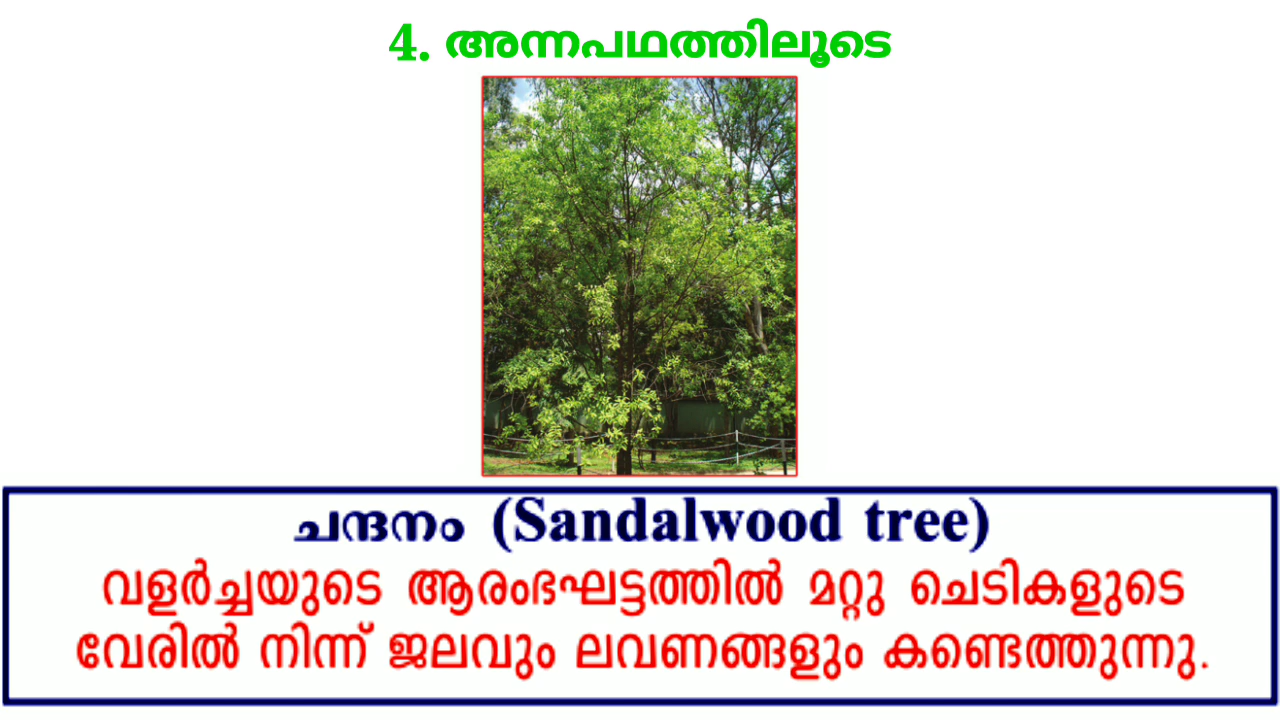 4. അന്നപഥത്തിലൂടെ
ചന്ദനം (Sandalwood tree)
വളർച്ചയുടെ ആരംഭഘട്ടത്തിൽ മറ്റു ചെടികളുടെ
വേരിൽ നിന്ന് ജലവും ലവണങ്ങളും കണ്ടെത്തുന്നു.